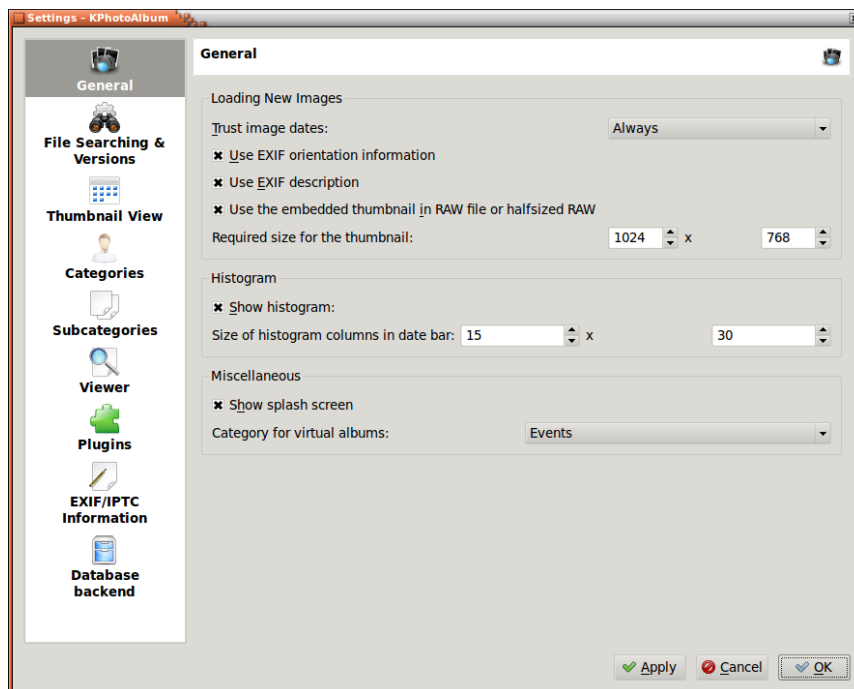 Settings - KPhotoAlbum
General
File Searching &
Versions
Thumbnail View
Categories
Subcategories
Viewer
Plugins
EXIF/IPTC
Information
Database
backend
General
Loading New Images
Trust image dates: Always
Use EXIF orientation information
Use EXIF description
Use the embedded thumbnail in RAW file or halfsized RAW
Required size for the thumbnail: 1024 x 768
Histogram
Show histogram:
Size of histogram columns in date bar: 15 x 30
Miscellaneous
Show splash screen
Category for virtual albums: Events
Apply Cancel OK